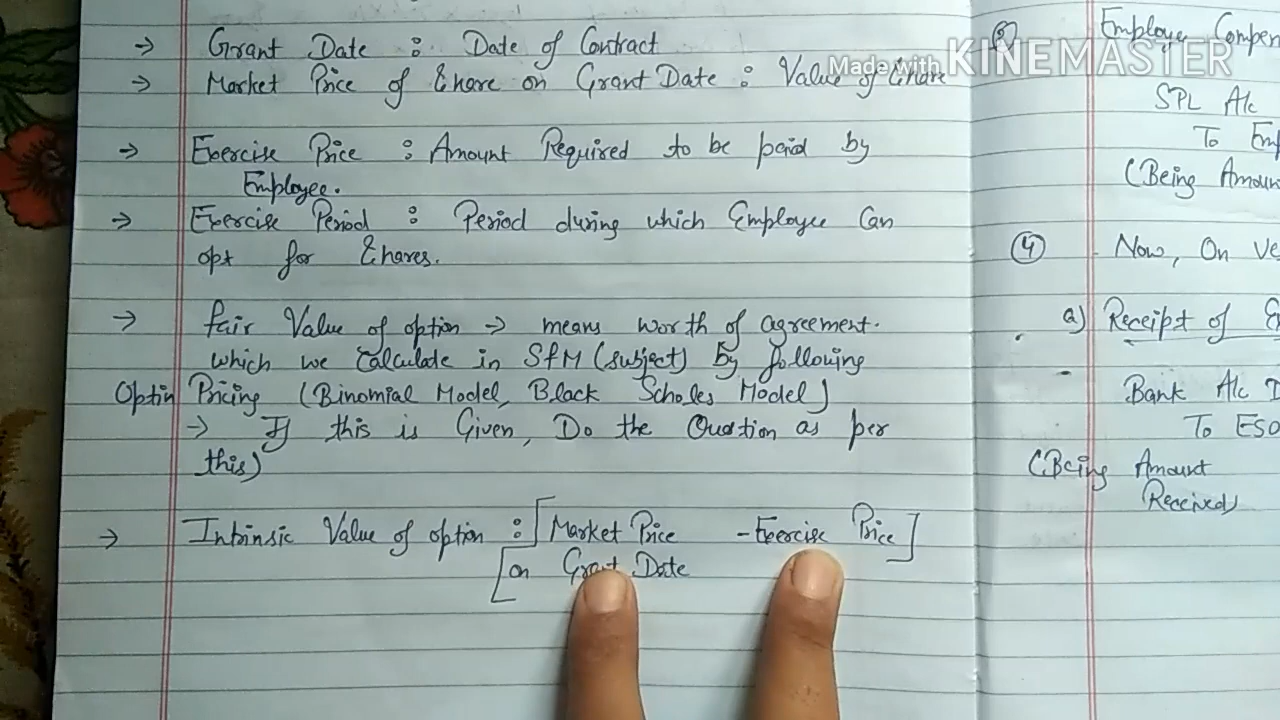 → Grant Date : Date of Contract
→ Market Price of Share on Grant Date : Value of Share
→ Exercise Price : Amount Required to be paid by
Employee.
→ Exercise Period : Period during which Employee Can
opt for Shares.
→ fair Value of option → means worth of agreement.
which we Calculate in SFM (subject) by following
Optin Pricing (Binomial Model, Black Scholes Model)
→ If this is Given, Do the Question as per
this)
→ Intrinsic Value of option : [Market Price - Exercise Price]
[on Grant Date
Made with KINEMASTER
Employee Compen
SPL A/c
To Em
(Being Amoun
④ Now, On Ve
a) Receipt of
Bank A/c D
To ESO
(Being Amount
Received)